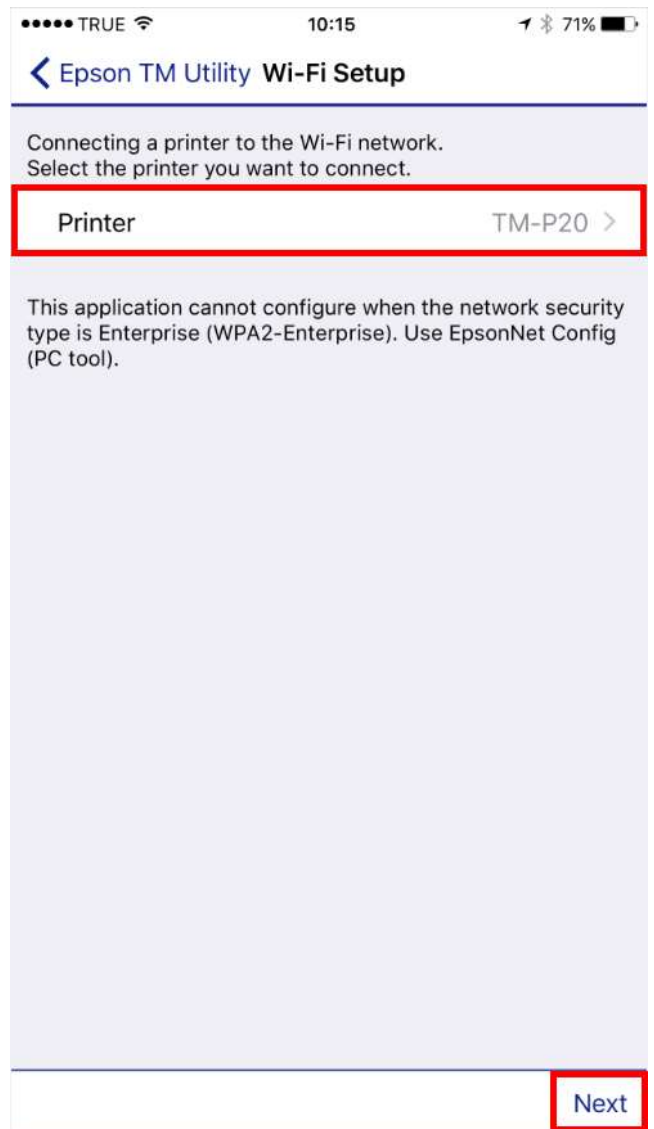 TRUE 10:15 71%
Epson TM Utility Wi-Fi Setup
Connecting a printer to the Wi-Fi network.
Select the printer you want to connect.
Printer TM-P20
This application cannot configure when the network security
type is Enterprise (WPA2-Enterprise). Use EpsonNet Config
(PC tool).
Next